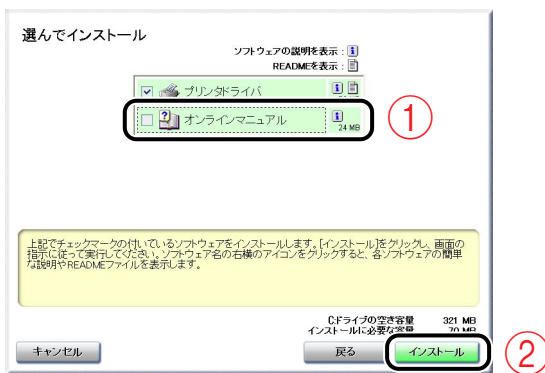 選んでインストール
ソフトウェアの説明を表示 :
READMEを表示 :
プリンタドライバ
オンラインマニュアル
24 MB
①
上記でチェックマークの付いているソフトウェアをインストールします。[インストール]をクリックし、画面の
指示に従って実行してください。ソフトウェア名の右横のアイコンをクリックすると、各ソフトウェアの簡単
な説明やREADMEファイルを表示します。
C:ドライブの空き容量 321 MB
インストールに必要な容量 70 MB
キャンセル
戻る
インストール
②